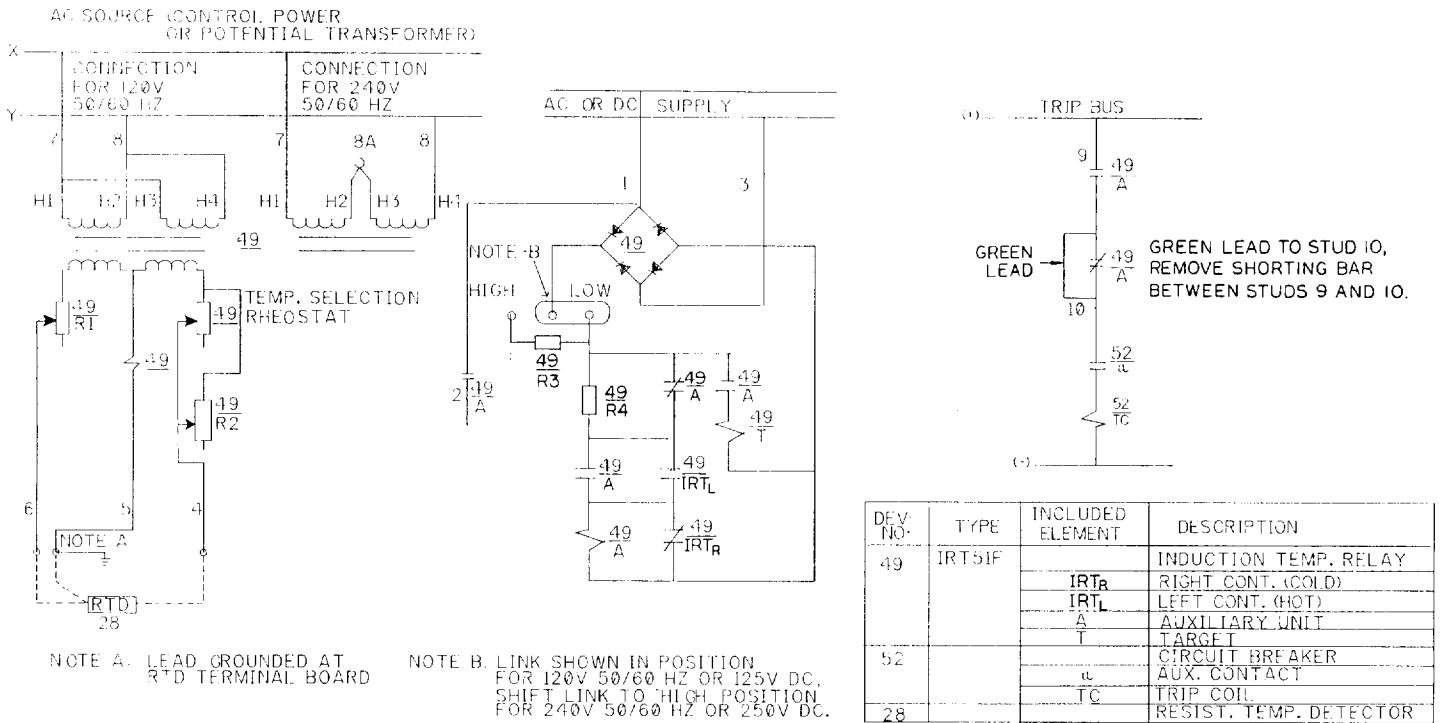 AC SOURCE (CONTROL POWER
OR POTENTIAL TRANSFORMER)
X
CONNECTION
FOR 120V
50/60 HZ
CONNECTION
FOR 240V
50/60 HZ
Y
7
8
7
8A
8
H1
H2
H3
H4
H1
H2
H3
H4
49
49
R1
49
TEMP. SELECTION
RHEOSTAT
49
49
R2
6
5
4
NOTE A
RTD
28
NOTE A. LEAD GROUNDED AT
RTD TERMINAL BOARD
AC OR DC SUPPLY
1
3
49
NOTE-B
HIGH
LOW
49
R3
2
49
A
49
R4
49
A
49
A
49
T
49
A
49
IRTL
49
A
49
IRTR
NOTE B. LINK SHOWN IN POSITION
FOR 120V 50/60 HZ OR 125V DC.
SHIFT LINK TO HIGH POSITION
FOR 240V 50/60 HZ OR 250V DC.
(+)
TRIP BUS
9
49
A
GREEN
LEAD
49
A
GREEN LEAD TO STUD 10,
REMOVE SHORTING BAR
BETWEEN STUDS 9 AND 10.
10
52
a
52
TC
(-)
DEV. NO. TYPE INCLUDED ELEMENT DESCRIPTION
49 IRT51F INDUCTION TEMP. RELAY
IRTR RIGHT CONT. (COLD)
IRTL LEFT CONT. (HOT)
A AUXILIARY UNIT
T TARGET
52 CIRCUIT BREAKER
a AUX. CONTACT
TC TRIP COIL
28 RESIST. TEMP. DETECTOR